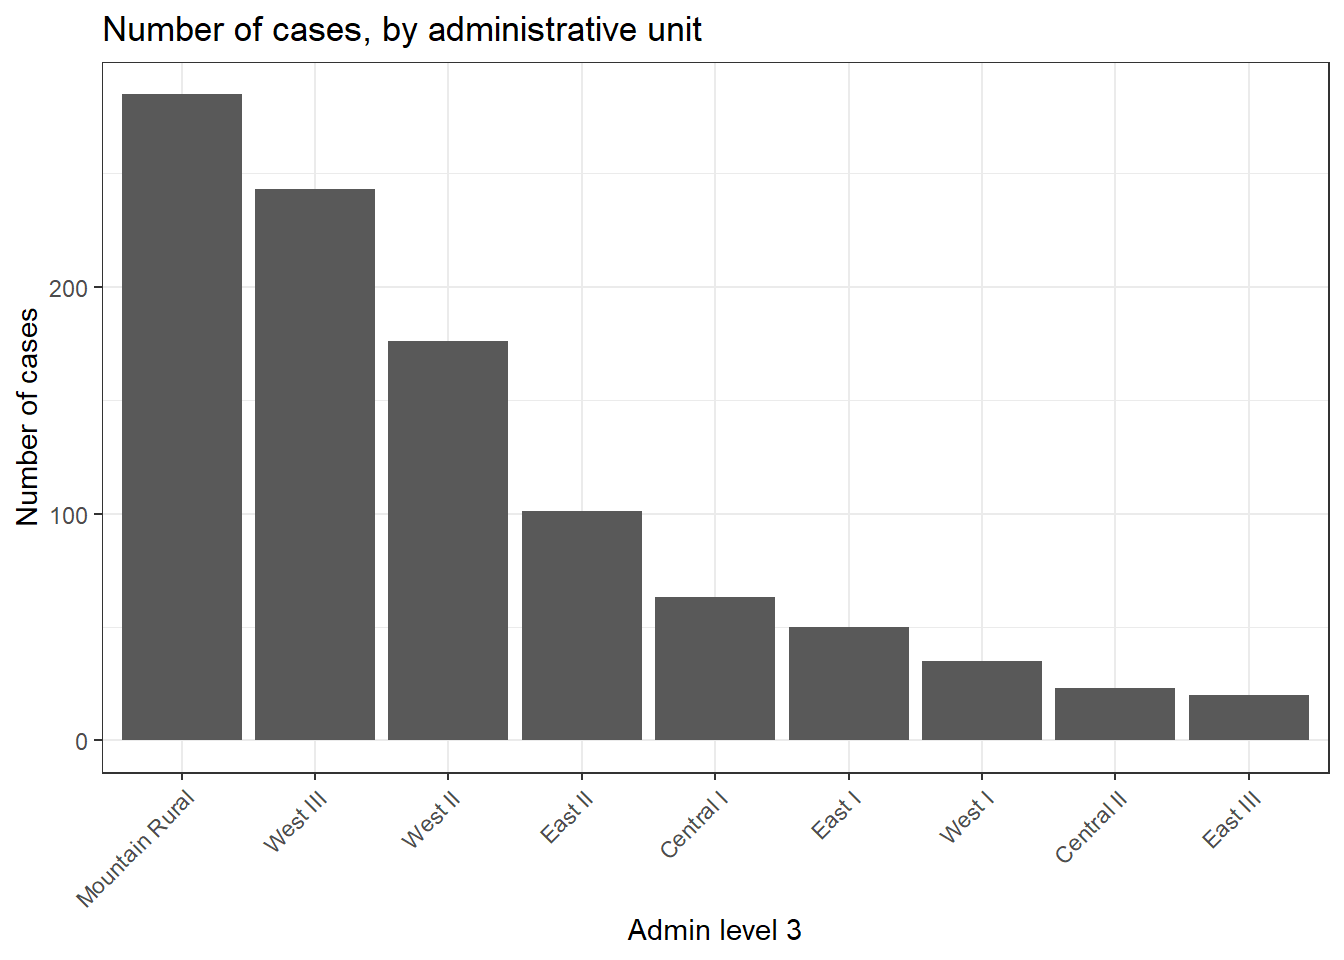 Number of cases, by administrative unit
Number of cases
200
100
0
Mountain Rural
West III
West II
East II
Central I
East I
West I
Central II
East III
Admin level 3